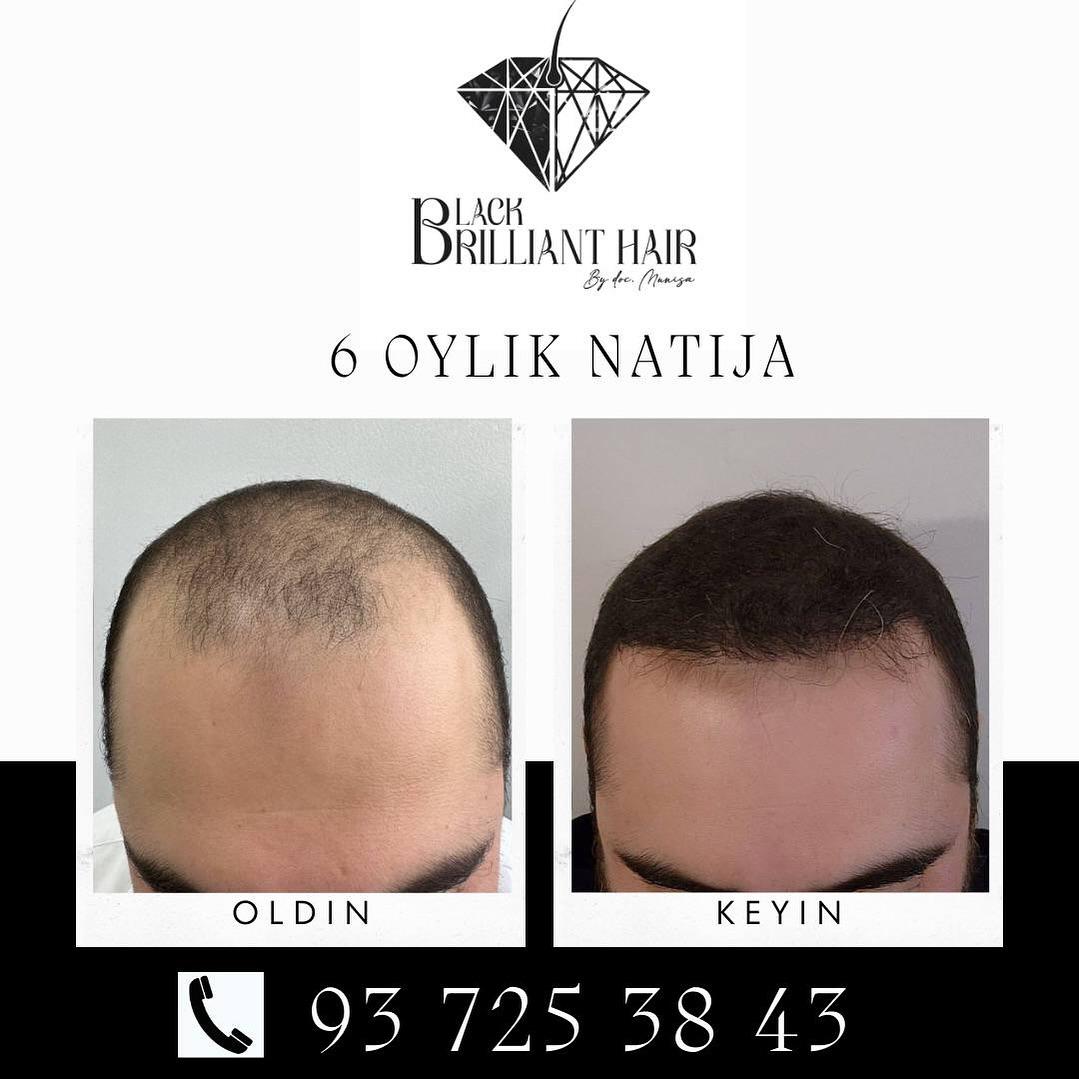 BLACK
BRILLIANT HAIR
By doc. Munisa
6 OYLIK NATIJA
OLDIN
KEYIN
93 725 38 43